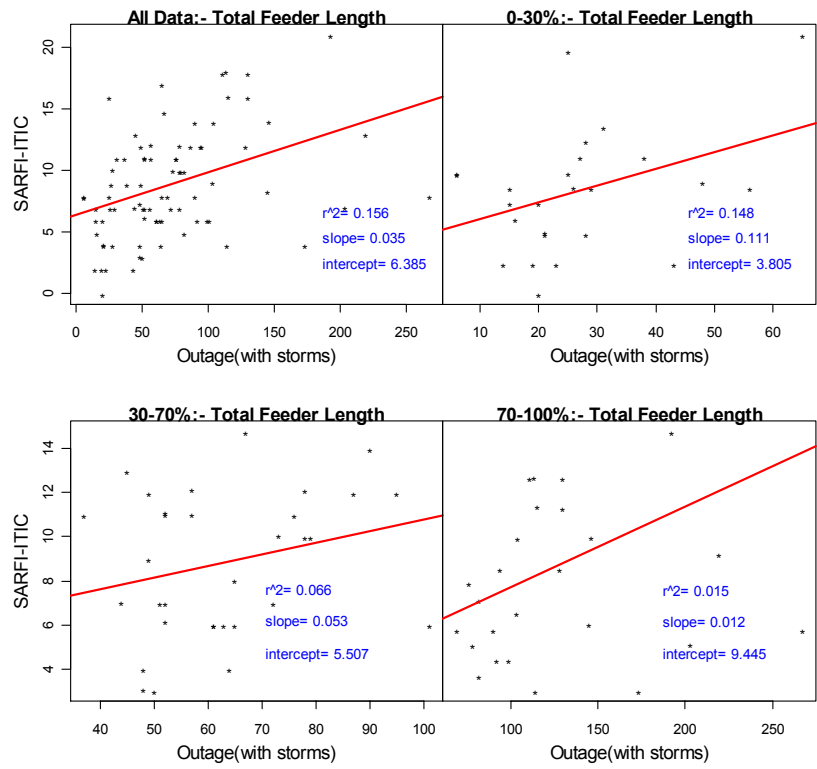 All Data:- Total Feeder Length
0-30%:- Total Feeder Length
SARFI-ITIC
0 5 10 15 20
r^2= 0.156
slope= 0.035
intercept= 6.385
0 50 100 150 200 250
Outage(with storms)
r^2= 0.148
slope= 0.111
intercept= 3.805
10 20 30 40 50 60
Outage(with storms)
30-70%:- Total Feeder Length
70-100%:- Total Feeder Length
SARFI-ITIC
4 6 8 10 12 14
r^2= 0.066
slope= 0.053
intercept= 5.507
40 50 60 70 80 90 100
Outage(with storms)
r^2= 0.015
slope= 0.012
intercept= 9.445
100 150 200 250
Outage(with storms)